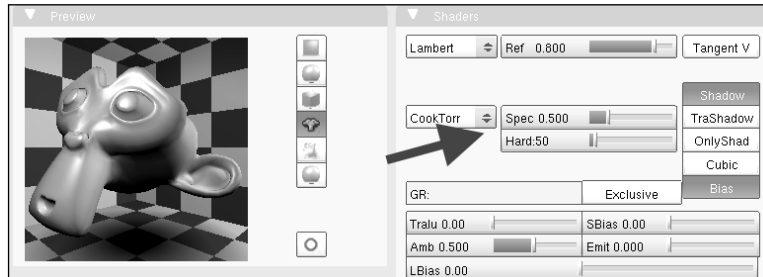 Preview
Shaders
Lambert
Ref 0.800
Tangent V
Shadow
CookTorr
Spec 0.500
TraShadow
Hard:50
OnlyShad
Cubic
GR:
Exclusive
Bias
Tralu 0.00
SBias 0.00
Amb 0.500
Emit 0.000
LBias 0.00